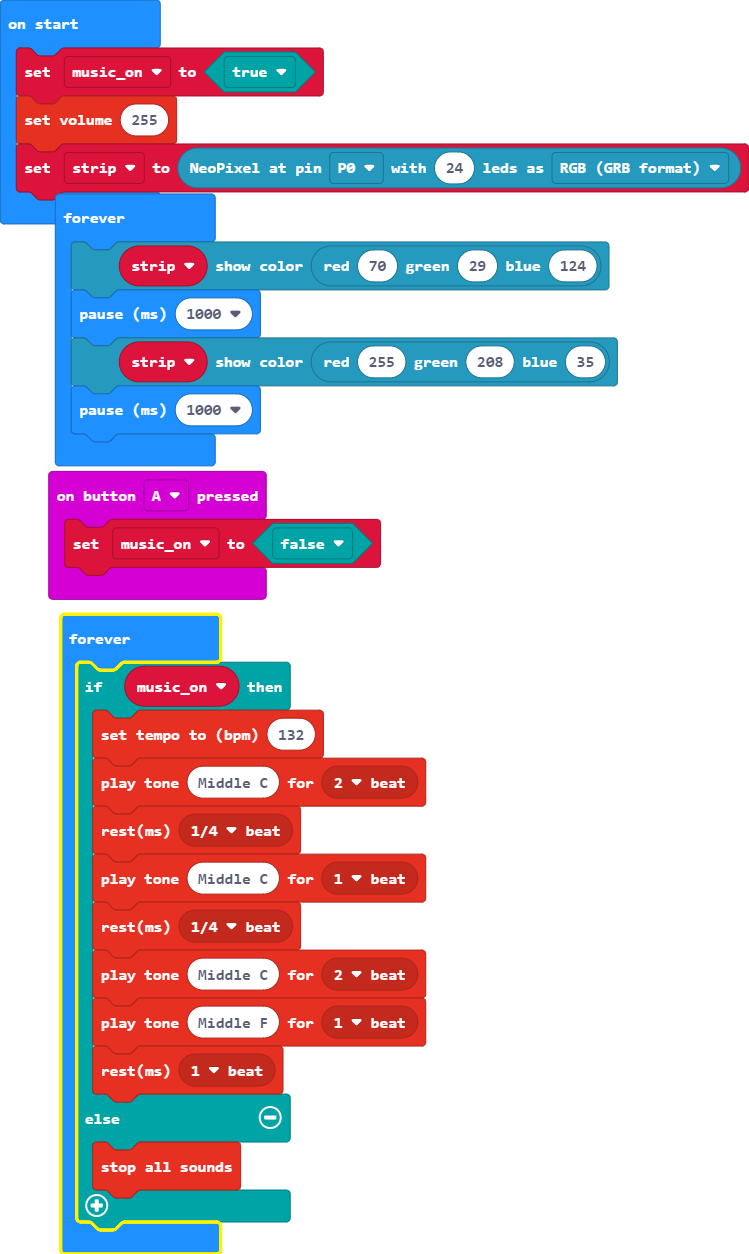 on start
set music_on to true
set volume 255
set strip to NeoPixel at pin P0 with 24 leds as RGB (GRB format)
forever
strip show color red 70 green 29 blue 124
pause (ms) 1000
strip show color red 255 green 208 blue 35
pause (ms) 1000
on button A pressed
set music_on to false
forever
if music_on then
set tempo to (bpm) 132
play tone Middle C for 2 beat
rest(ms) 1/4 beat
play tone Middle C for 1 beat
rest(ms) 1/4 beat
play tone Middle C for 2 beat
play tone Middle F for 1 beat
rest(ms) 1 beat
else
stop all sounds